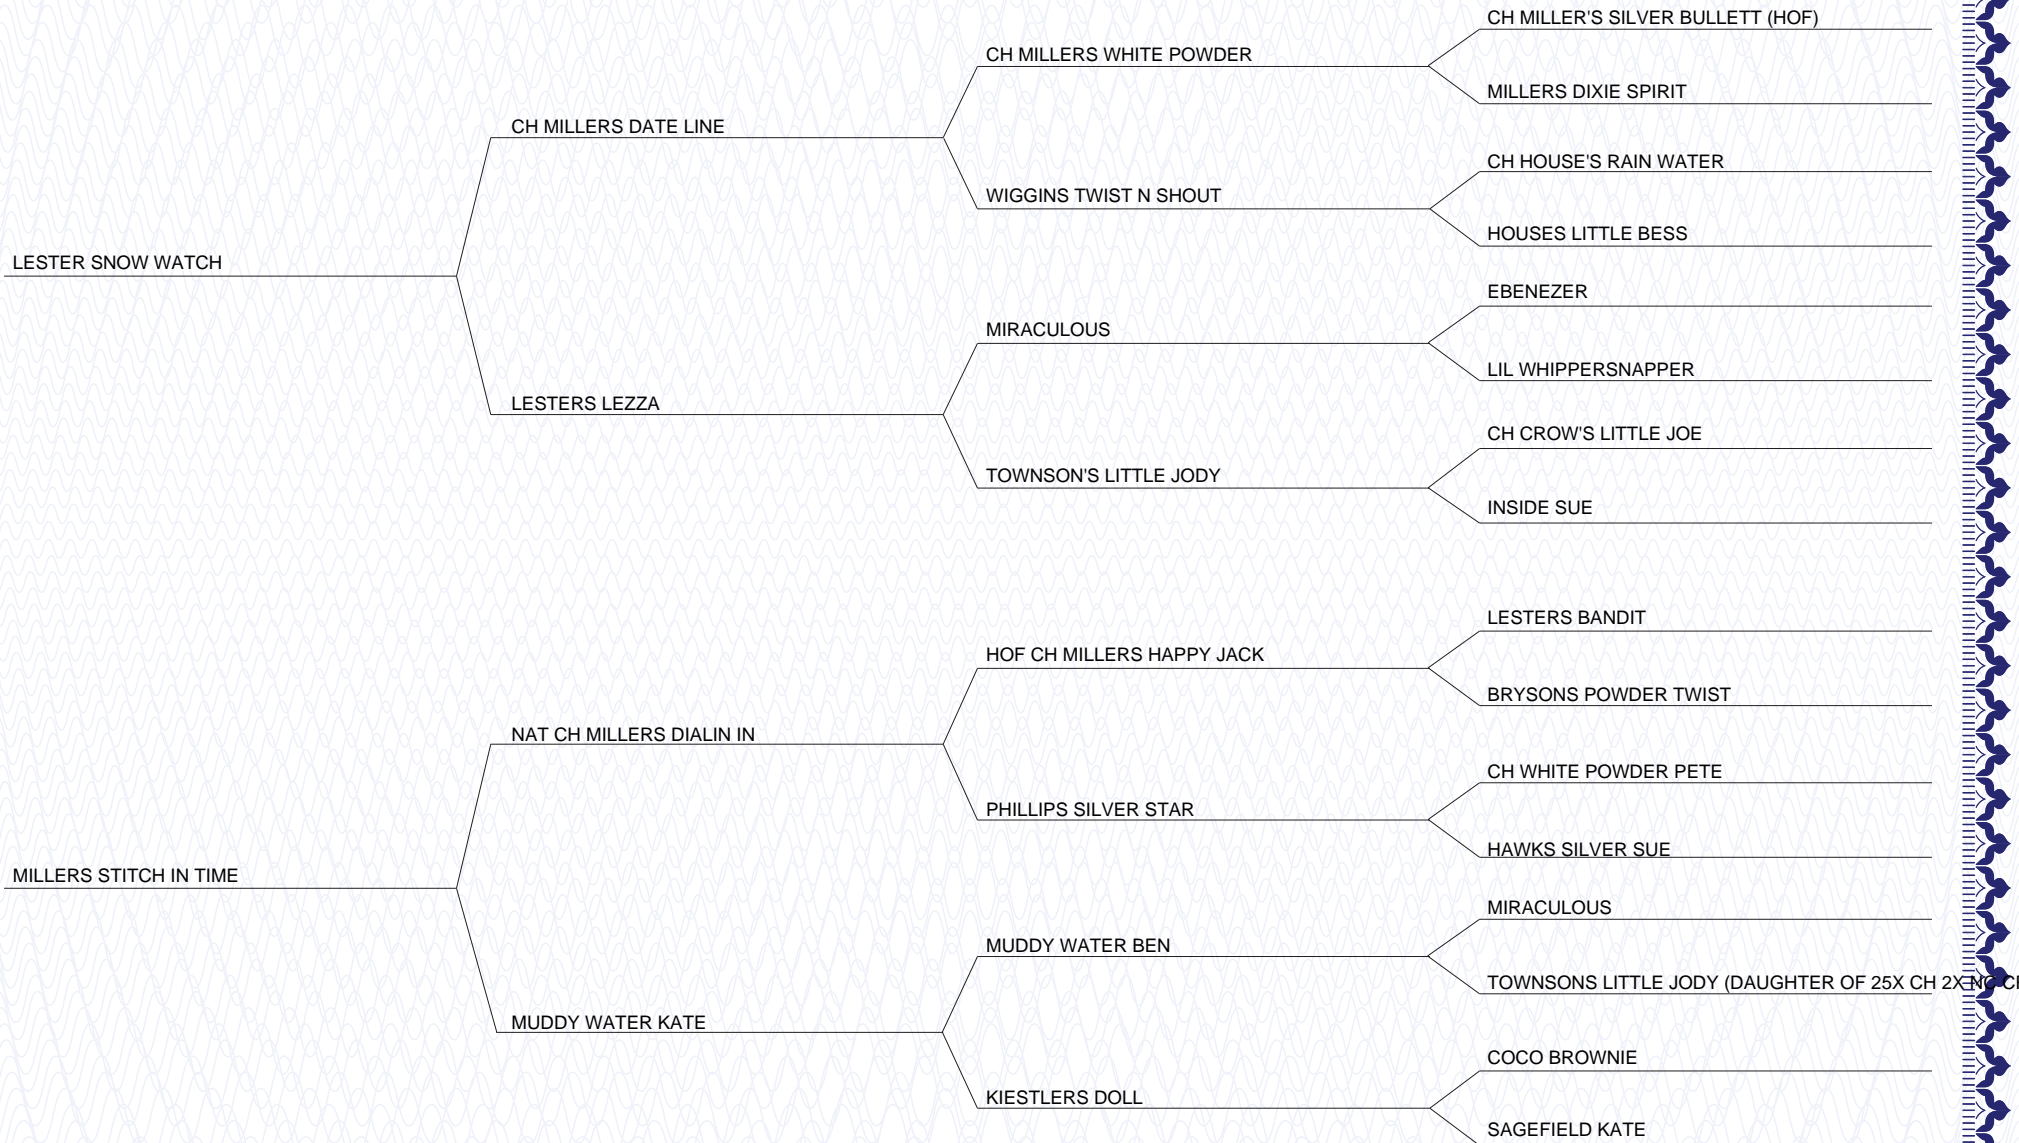 CH MILLER'S SILVER BULLETT (HOF)
CH MILLERS WHITE POWDER
MILLERS DIXIE SPIRIT
CH MILLERS DATE LINE
CH HOUSE'S RAIN WATER
WIGGINS TWIST N SHOUT
HOUSES LITTLE BESS
LESTER SNOW WATCH
EBENEZER
MIRACULOUS
LIL WHIPPERSNAPPER
LESTERS LEZZA
CH CROW'S LITTLE JOE
TOWNSON'S LITTLE JODY
INSIDE SUE
LESTERS BANDIT
HOF CH MILLERS HAPPY JACK
BRYSONS POWDER TWIST
NAT CH MILLERS DIALIN IN
CH WHITE POWDER PETE
PHILLIPS SILVER STAR
HAWKS SILVER SUE
MILLERS STITCH IN TIME
MIRACULOUS
MUDDY WATER BEN
TOWNSONS LITTLE JODY (DAUGHTER OF 25X CH 2X NC
MUDDY WATER KATE
COCO BROWNIE
KIESTLERS DOLL
SAGEFIELD KATE